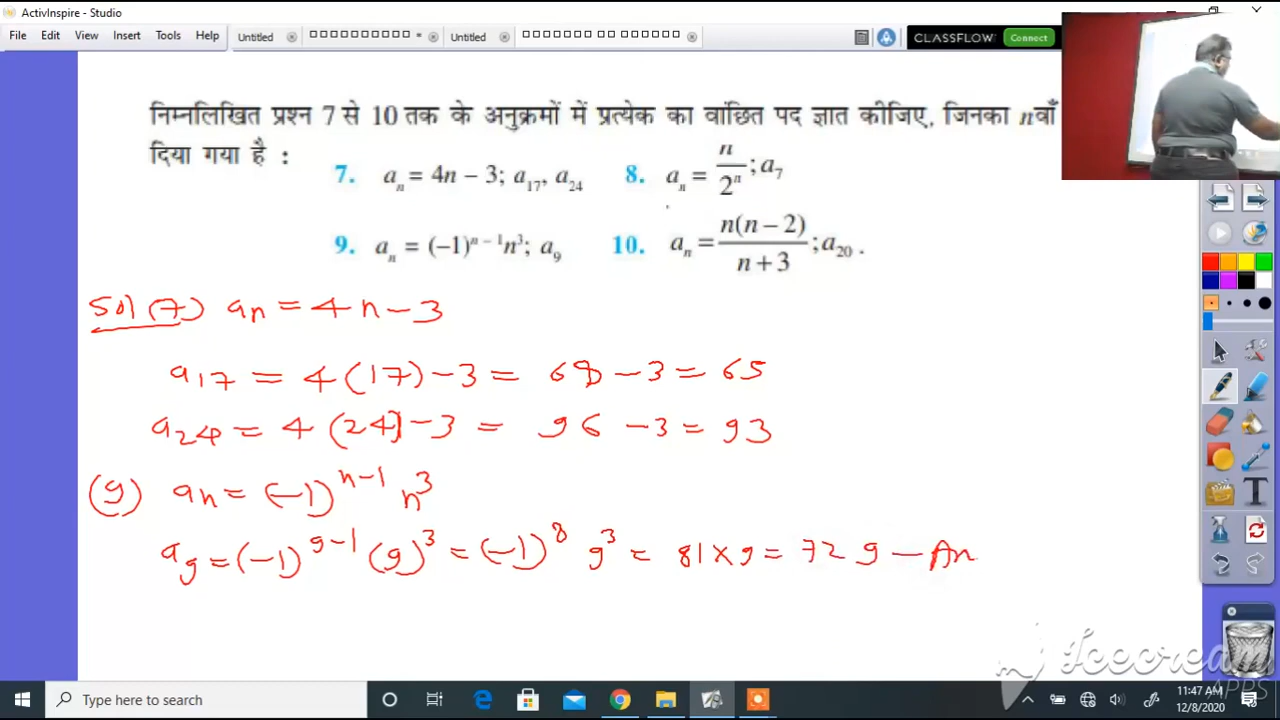 ActivInspire - Studio
File Edit View Insert Tools Help
Untitled
Untitled
CLASSFLOW Connect
निम्नलिखित प्रश्न 7 से 10 तक के अनुक्रमों में प्रत्येक का वांछित पद ज्ञात कीजिए, जिनका nवाँ
दिया गया है :
7. aₙ = 4n – 3; a₁₇, a₂₄ 8. aₙ = n/2ⁿ ; a₇
9. aₙ = (–1)ⁿ⁻¹n³; a₉ 10. aₙ = n(n – 2)/n + 3 ; a₂₀ .
Sol (7) an = 4n – 3
a17 = 4(17) – 3 = 68 – 3 = 65
a24 = 4(24) – 3 = 96 – 3 = 93
(9) an = (–1)ⁿ⁻¹ n³
a9 = (–1)⁹⁻¹ (9)³ = (–1)⁸ 9³ = 81 × 9 = 729 – An
Icecream
APPS
Type here to search
11:47 AM
12/8/2020